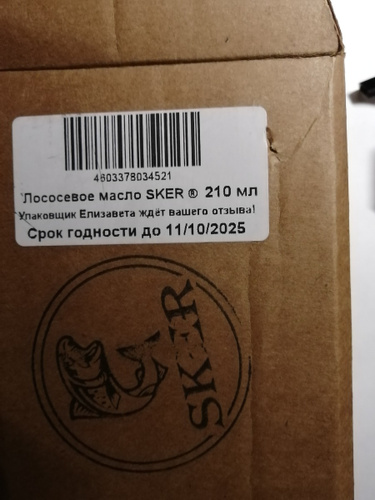 4603378034521
Лососевое масло SKER ® 210 мл
Упаковщик Елизавета ждёт вашего отзыва!
Срок годности до 11/10/2025
SKER